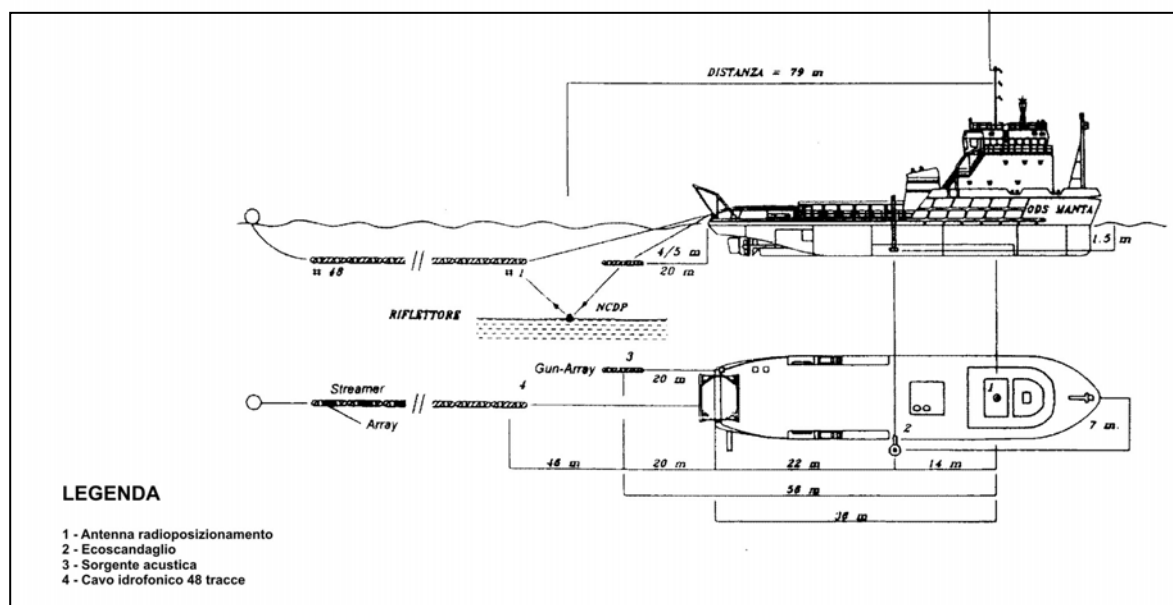 DISTANZA = 79 m
ODS MANTA
1.5 m
4/5 m
20 m
# 48
# 1
NCDP
RIFLETTORE
3
Gun-Array
20 m
4
Streamer
Array
1
2
7 m.
46 m
20 m
22 m
14 m
56 m
36 m
LEGENDA
1 - Antenna radioposizionamento
2 - Ecoscandaglio
3 - Sorgente acustica
4 - Cavo idrofonico 48 tracce